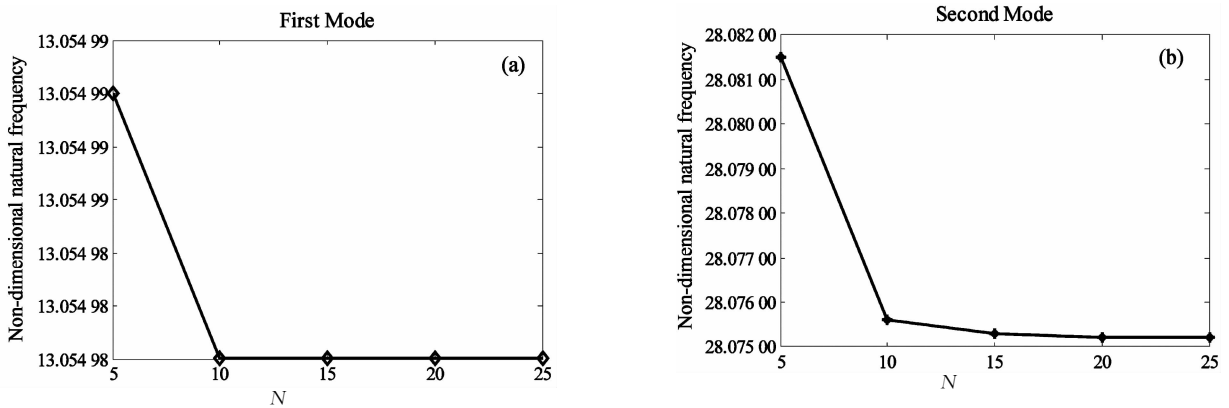 First Mode
(a)
Non-dimensional natural frequency
13.054 99
13.054 99
13.054 99
13.054 99
13.054 98
13.054 98
13.054 98
5 10 15 20 25
N
Second Mode
(b)
Non-dimensional natural frequency
28.082 00
28.081 00
28.080 00
28.079 00
28.078 00
28.077 00
28.076 00
28.075 00
5 10 15 20 25
N